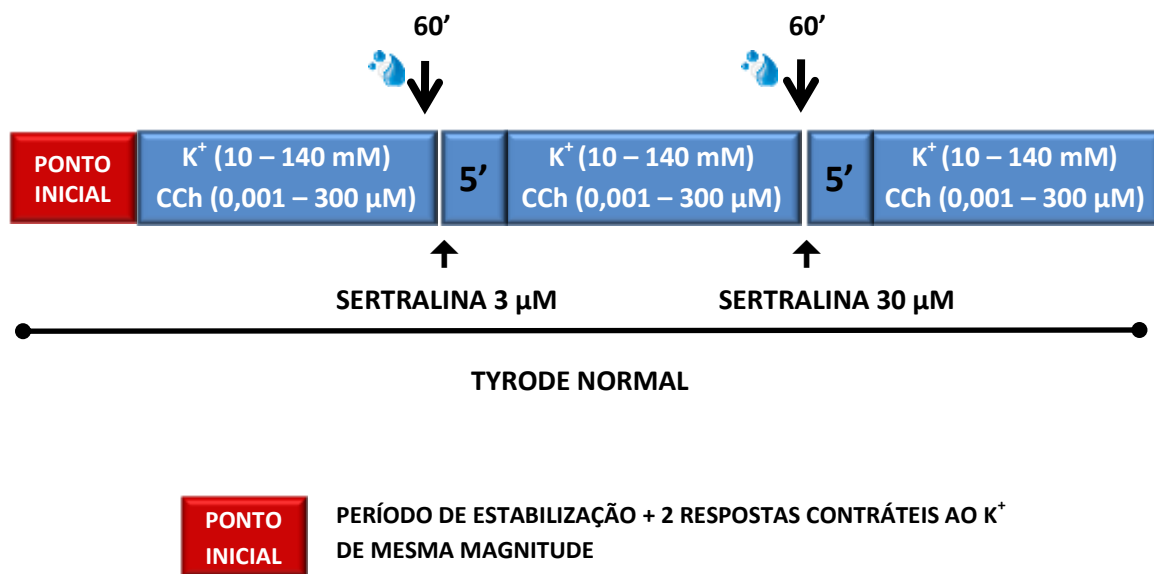 60’
60’
PONTO
INICIAL
K⁺ (10 – 140 mM)
CCh (0,001 – 300 µM)
5’
K⁺ (10 – 140 mM)
CCh (0,001 – 300 µM)
5’
K⁺ (10 – 140 mM)
CCh (0,001 – 300 µM)
SERTRALINA 3 µM
SERTRALINA 30 µM
TYRODE NORMAL
PONTO
INICIAL
PERÍODO DE ESTABILIZAÇÃO + 2 RESPOSTAS CONTRÁTEIS AO K⁺
DE MESMA MAGNITUDE